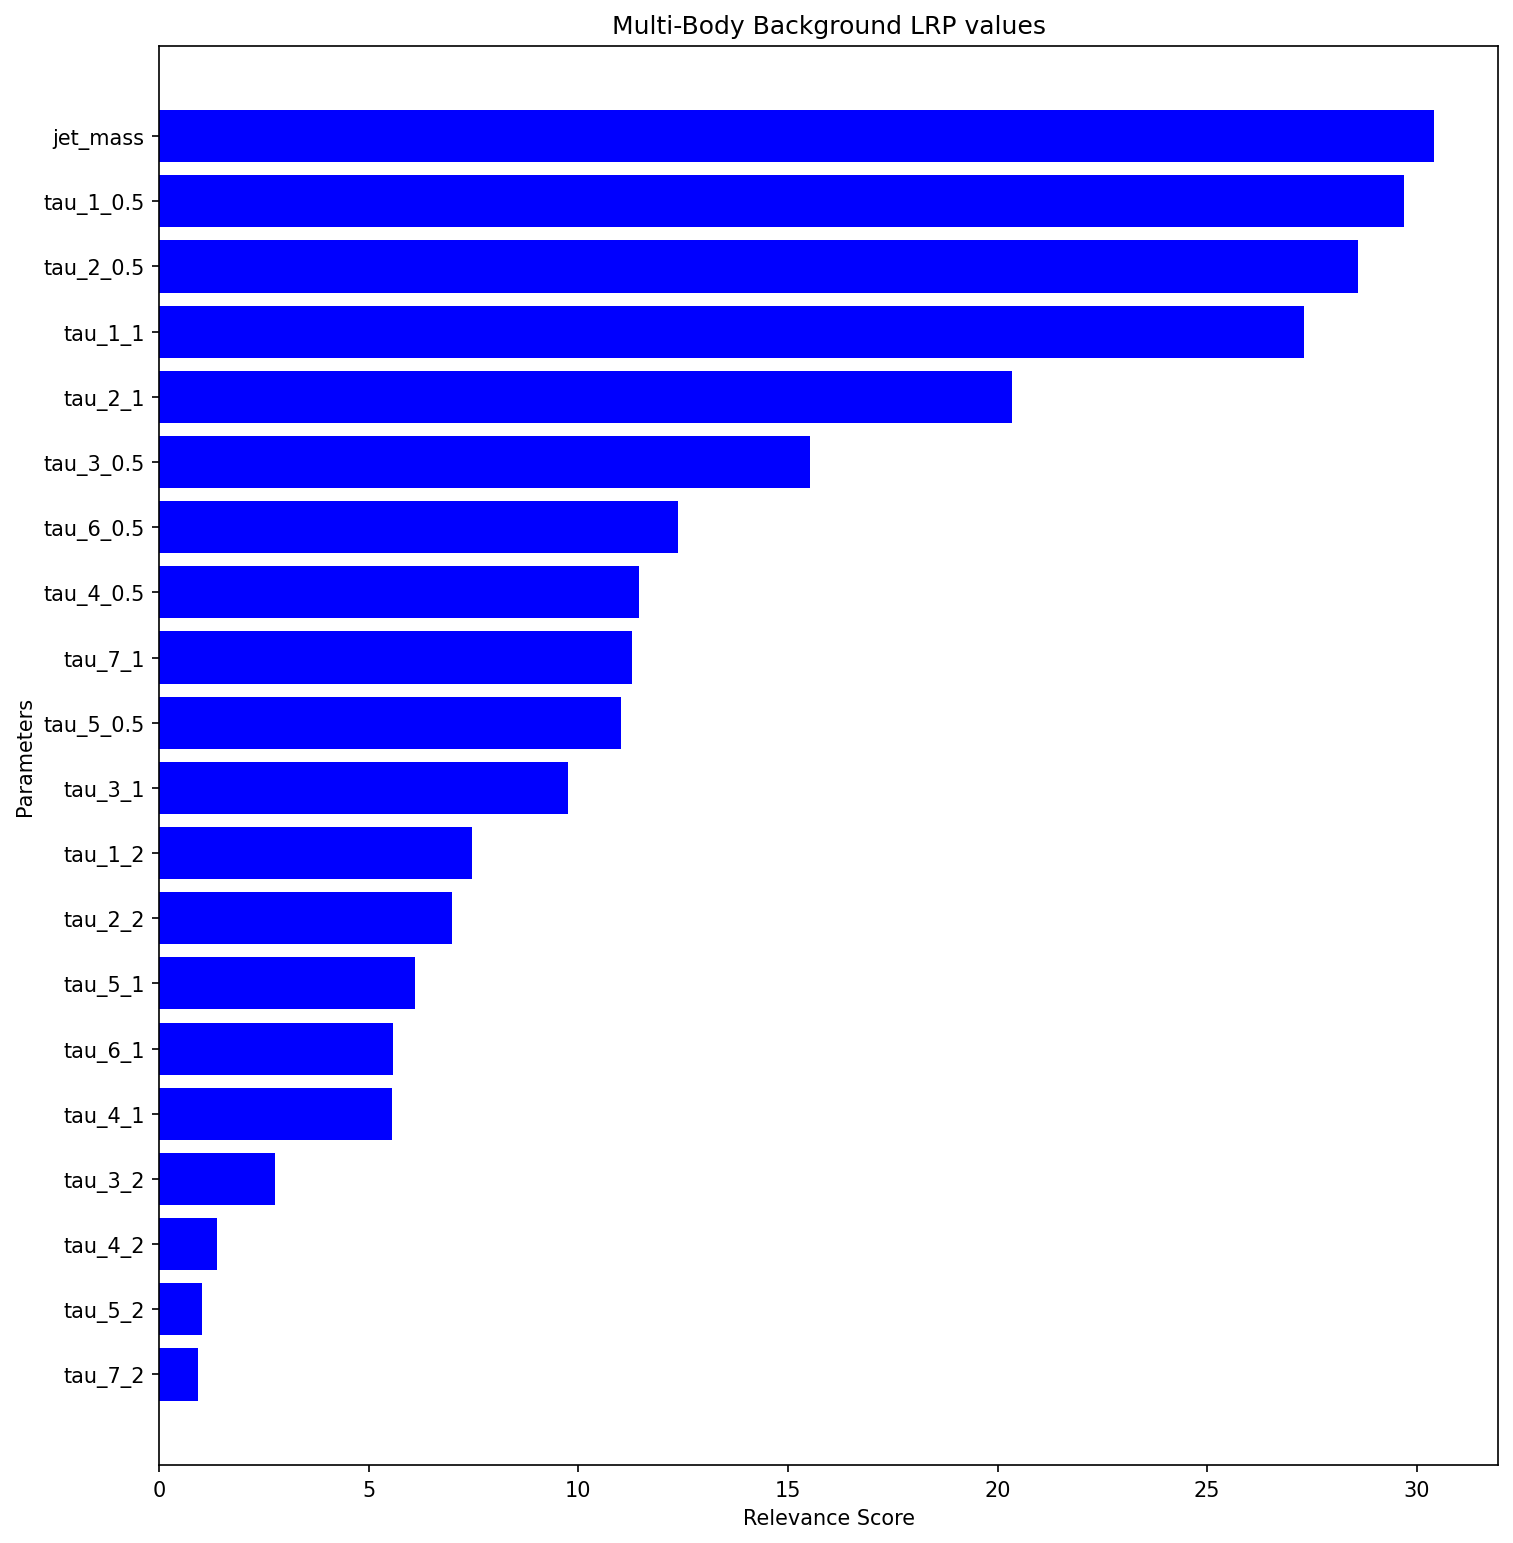 Multi-Body Background LRP values
jet_mass
tau_1_0.5
tau_2_0.5
tau_1_1
tau_2_1
tau_3_0.5
tau_6_0.5
tau_4_0.5
tau_7_1
tau_5_0.5
tau_3_1
tau_1_2
tau_2_2
tau_5_1
tau_6_1
tau_4_1
tau_3_2
tau_4_2
tau_5_2
tau_7_2
Parameters
0 5 10 15 20 25 30
Relevance Score